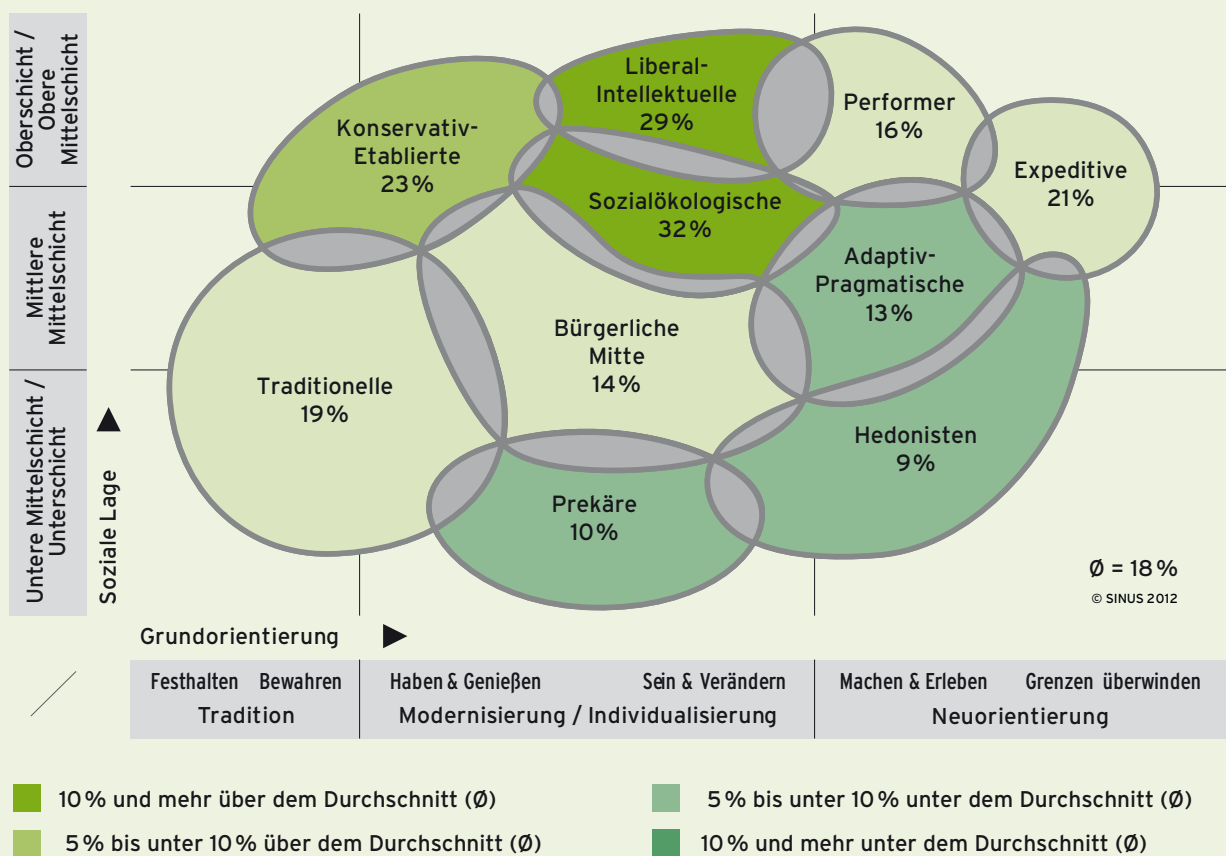 Oberschicht /
Obere
Mittelschicht
Mittlere
Mittelschicht
Untere Mittelschicht /
Unterschicht
Soziale Lage
Liberal-
Intellektuelle
29 %
Performer
16 %
Konservativ-
Etablierte
23 %
Expeditive
21 %
Sozialökologische
32 %
Adaptiv-
Pragmatische
13 %
Bürgerliche
Mitte
14 %
Traditionelle
19 %
Hedonisten
9 %
Prekäre
10 %
Ø = 18 %
© SINUS 2012
Grundorientierung
Festhalten Bewahren
Tradition
Haben & Genießen Sein & Verändern
Modernisierung / Individualisierung
Machen & Erleben Grenzen überwinden
Neuorientierung
10 % und mehr über dem Durchschnitt (Ø)
5 % bis unter 10 % über dem Durchschnitt (Ø)
5 % bis unter 10 % unter dem Durchschnitt (Ø)
10 % und mehr unter dem Durchschnitt (Ø)